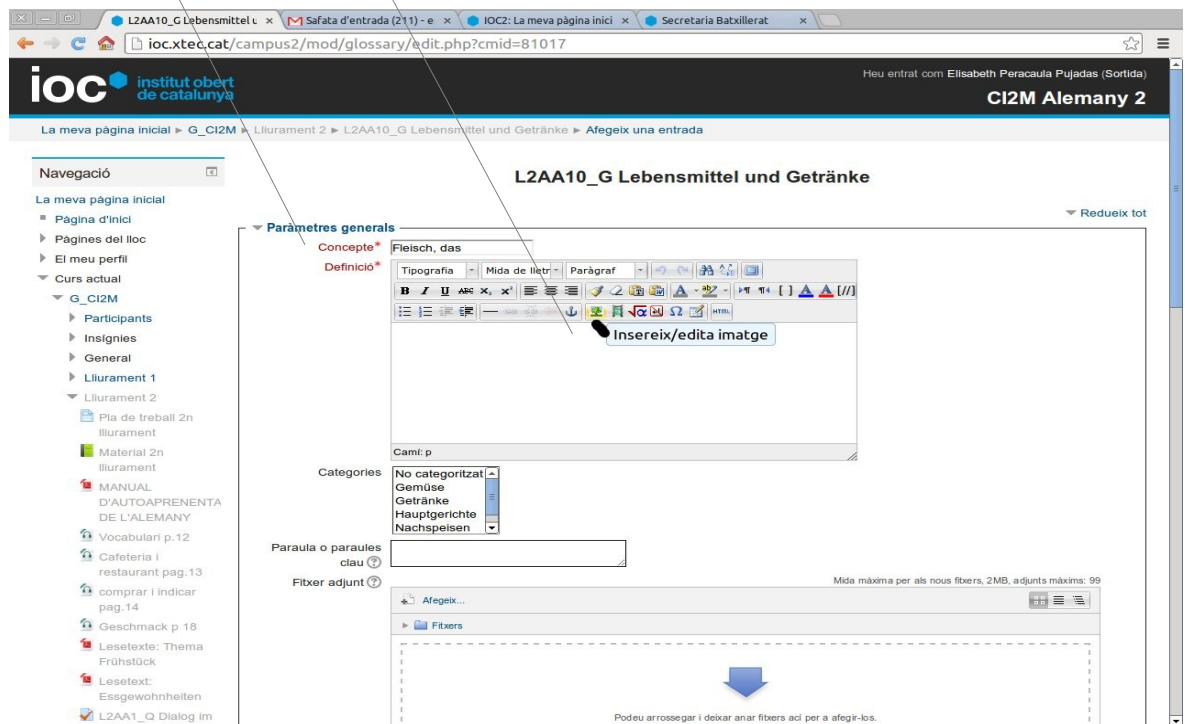 L2AA10_G Lebensmittel u
Safata d'entrada (211) - e
IOC2: La meva pàgina inici
Secretaria Batxillerat
ioc.xtec.cat/campus2/mod/glossary/edit.php?cmid=81017
ioc institut obert
de catalunya
Heu entrat com Elisabeth Peracaula Pujadas (Sortida)
CI2M Alemany 2
La meva pàgina inicial ► G_CI2M ► Lliurament 2 ► L2AA10_G Lebensmittel und Getränke ► Afegeix una entrada
Navegació
La meva pàgina inicial
Pàgina d'inici
Pàgines del lloc
El meu perfil
Curs actual
G_CI2M
Participants
Insígnies
General
Lliurament 1
Lliurament 2
Pla de treball 2n
lliurament
Material 2n
lliurament
MANUAL
D'AUTOAPRENENTA
DE L'ALEMANY
Vocabulari p.12
Cafeteria i
restaurant pag.13
comprar i indicar
pag.14
Geschmack p 18
Lesetexte: Thema
Frühstück
Lesetext:
Essgewohnheiten
L2AA1_Q Dialog im
L2AA10_G Lebensmittel und Getränke
Redueix tot
Paràmetres generals
Concepte* Fleisch, das
Definició*
Tipografia Mida de lletr Paràgraf
B I U ABC X₂ X² A ab [ ] A A [//]
Ω HTML
Insereix/edita imatge
Camí: p
Categories
No categoritzat
Gemüse
Getränke
Hauptgerichte
Nachspeisen
Paraula o paraules
clau
Fitxer adjunt
Mida màxima per als nous fitxers, 2MB, adjunts màxims: 99
Afegeix...
Fitxers
Podeu arrossegar i deixar anar fitxers ací per a afegir-los.